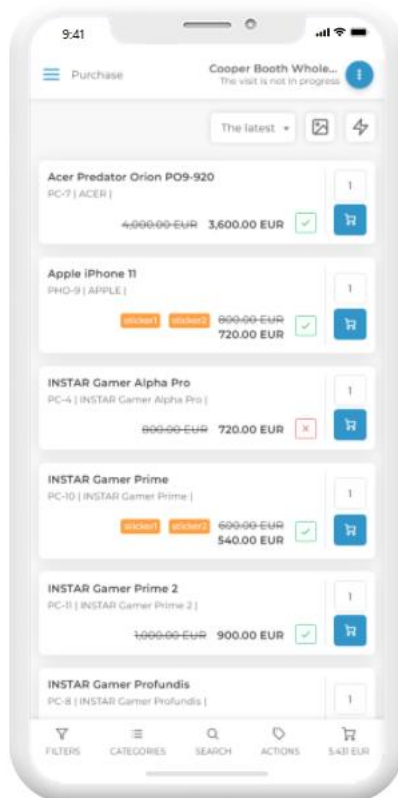 9:41
Purchase
Cooper Booth Whole...
The visit is not in progress
The latest
Acer Predator Orion PO9-920
PC-7 | ACER |
1
4,000.00 EUR 3,600.00 EUR
Apple iPhone 11
PHO-9 | APPLE |
1
sticker1 sticker2 800.00 EUR
720.00 EUR
INSTAR Gamer Alpha Pro
PC-4 | INSTAR Gamer Alpha Pro |
1
800.00 EUR 720.00 EUR
INSTAR Gamer Prime
PC-10 | INSTAR Gamer Prime |
1
sticker1 sticker2 600.00 EUR
540.00 EUR
INSTAR Gamer Prime 2
PC-11 | INSTAR Gamer Prime 2 |
1
1,000.00 EUR 900.00 EUR
INSTAR Gamer Profundis
PC-8 | INSTAR Gamer Profundis |
1
FILTERS CATEGORIES SEARCH ACTIONS 5.431 EUR